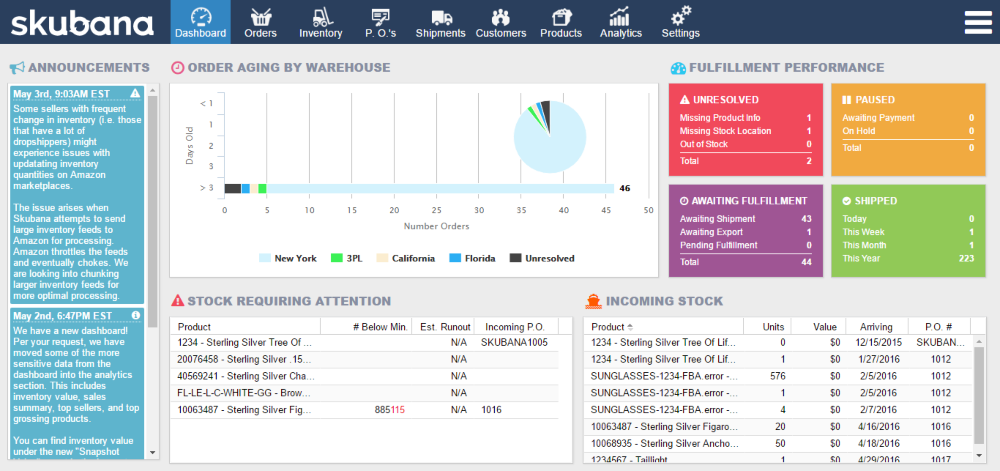 skubana
Dashboard
Orders
Inventory
P. O.'s
Shipments
Customers
Products
Analytics
Settings
ANNOUNCEMENTS
May 3rd, 9:03AM EST
Some sellers with frequent
change in inventory (i.e. those
that have a lot of
dropshippers) might
experience issues with
updatating inventory
quantities on Amazon
marketplaces.
The issue arises when
Skubana attempts to send
large inventory feeds to
Amazon for processing.
Amazon throttles the feeds
and eventually chokes. We
are looking into chunking
larger inventory feeds for
more optimal processing.
May 2nd, 6:47PM EST
We have a new dashboard!
Per your request, we have
moved some of the more
sensitive data from the
dashboard into the analytics
section. This includes
inventory value, sales
summary, top sellers, and top
grossing products.
You can find inventory value
under the new "Snapshot
ORDER AGING BY WAREHOUSE
Days Old
< 1
1
2
3
> 3
46
0 5 10 15 20 25 30 35 40 45 50
Number Orders
New York 3PL California Florida Unresolved
FULFILLMENT PERFORMANCE
UNRESOLVED
Missing Product Info 1
Missing Stock Location 1
Out of Stock 0
Total 2
PAUSED
Awaiting Payment 0
On Hold 0
Total 0
AWAITING FULFILLMENT
Awaiting Shipment 43
Awaiting Export 1
Pending Fulfillment 0
Total 44
SHIPPED
Today 0
This Week 1
This Month 1
This Year 223
STOCK REQUIRING ATTENTION
Product # Below Min. Est. Runout Incoming P.O.
1234 - Sterling Silver Tree Of ... N/A SKUBANA1005
20076458 - Sterling Silver .15... N/A
40569241 - Sterling Silver Cha... N/A
FL-LE-L-C-WHITE-GG - Brow... N/A
10063487 - Sterling Silver Fig... 885115 N/A 1016
INCOMING STOCK
Product Units Value Arriving P.O. #
1234 - Sterling Silver Tree Of Lif... 0 $0 12/15/2015 SKUBAN...
1234 - Sterling Silver Tree Of Lif... 1 $0 1/27/2016 1012
SUNGLASSES-1234-FBA.error -... 576 $0 2/5/2016 1012
SUNGLASSES-1234-FBA.error -... $0 2/6/2016 1012
SUNGLASSES-1234-FBA.error -... 4 $0 2/7/2016 1012
10063487 - Sterling Silver Figaro... 20 $0 4/16/2016 1016
10068935 - Sterling Silver Ancho... 50 $0 4/18/2016 1016
1234567 - Taillight 1 $0 4/29/2016 1017